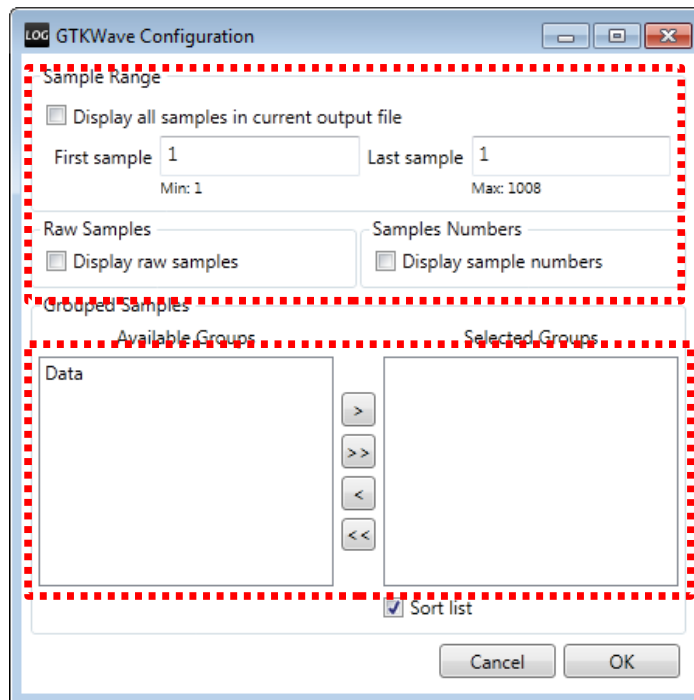 LOG GTKWave Configuration
Sample Range
Display all samples in current output file
First sample 1 Last sample 1
Min: 1 Max: 1008
Raw Samples Samples Numbers
Display raw samples Display sample numbers
Grouped Samples
Available Groups Selected Groups
Data
>
>>
<
<<
Sort list
Cancel OK